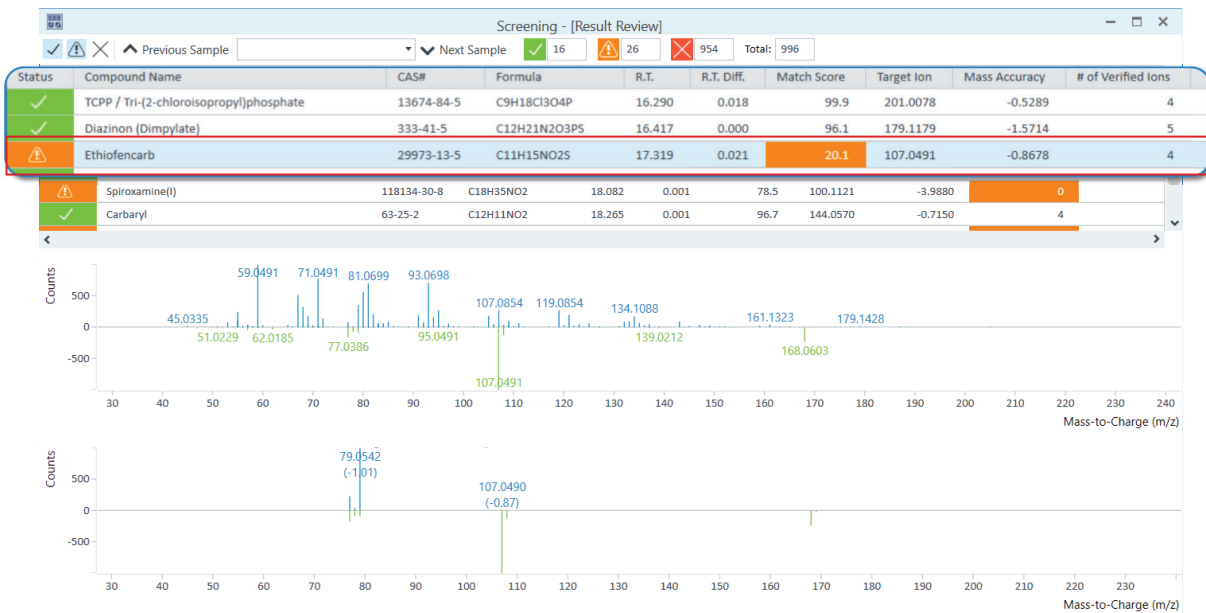 Screening - [Result Review]
Previous Sample Next Sample 16 26 954 Total: 996
Status Compound Name CAS# Formula R.T. R.T. Diff. Match Score Target Ion Mass Accuracy # of Verified Ions
TCPP / Tri-(2-chloroisopropyl)phosphate 13674-84-5 C9H18Cl3O4P 16.290 0.018 99.9 201.0078 -0.5289 4
Diazinon (Dimpylate) 333-41-5 C12H21N2O3PS 16.417 0.000 96.1 179.1179 -1.5714 5
Ethiofencarb 29973-13-5 C11H15NO2S 17.319 0.021 20.1 107.0491 -0.8678 4
Spiroxamine(I) 118134-30-8 C18H35NO2 18.082 0.001 78.5 100.1121 -3.9880 0
Carbaryl 63-25-2 C12H11NO2 18.265 0.001 96.7 144.0570 -0.7150 4
Counts
59.0491 71.0491 81.0699 93.0698
500
107.0854 119.0854 134.1088
45.0335 161.1323 179.1428
0
51.0229 62.0185 77.0386 95.0491 139.0212 168.0603
-500
107.0491
30 40 50 60 70 80 90 100 110 120 130 140 150 160 170 180 190 200 210 220 230 240
Mass-to-Charge (m/z)
Counts
79.0542
(-1.01)
500
107.0490
(-0.87)
0
-500
30 40 50 60 70 80 90 100 110 120 130 140 150 160 170 180 190 200 210 220 230
Mass-to-Charge (m/z)